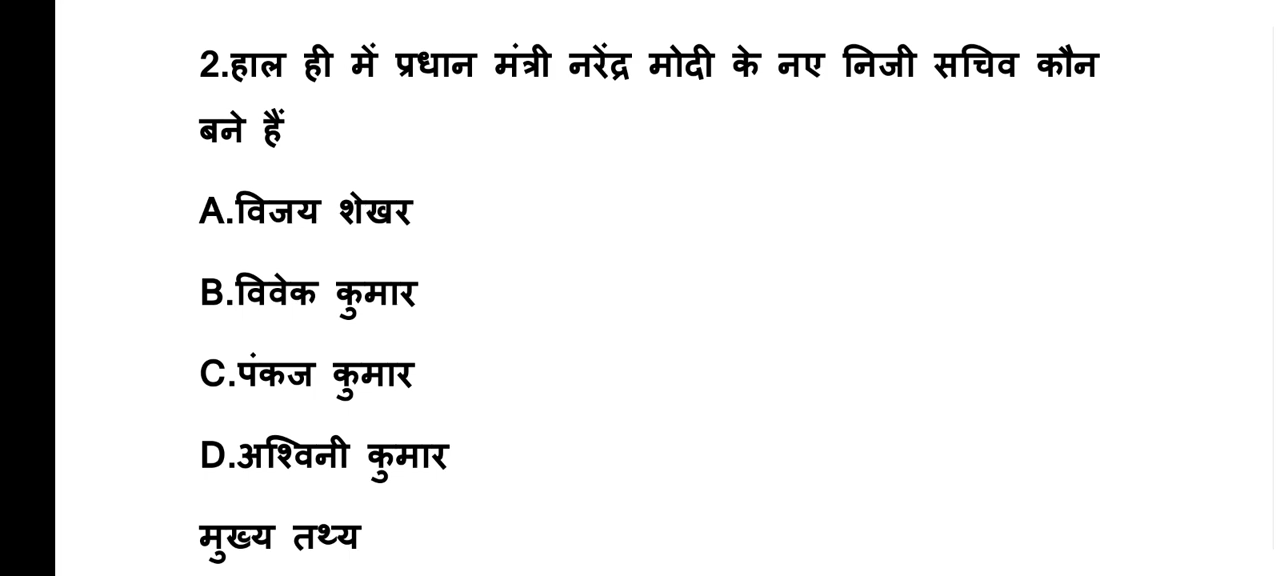 2.हाल ही में प्रधान मंत्री नरेंद्र मोदी के नए निजी सचिव कौन
बने हैं
A.विजय शेखर
B.विवेक कुमार
C.पंकज कुमार
D.अश्विनी कुमार
मुख्य तथ्य